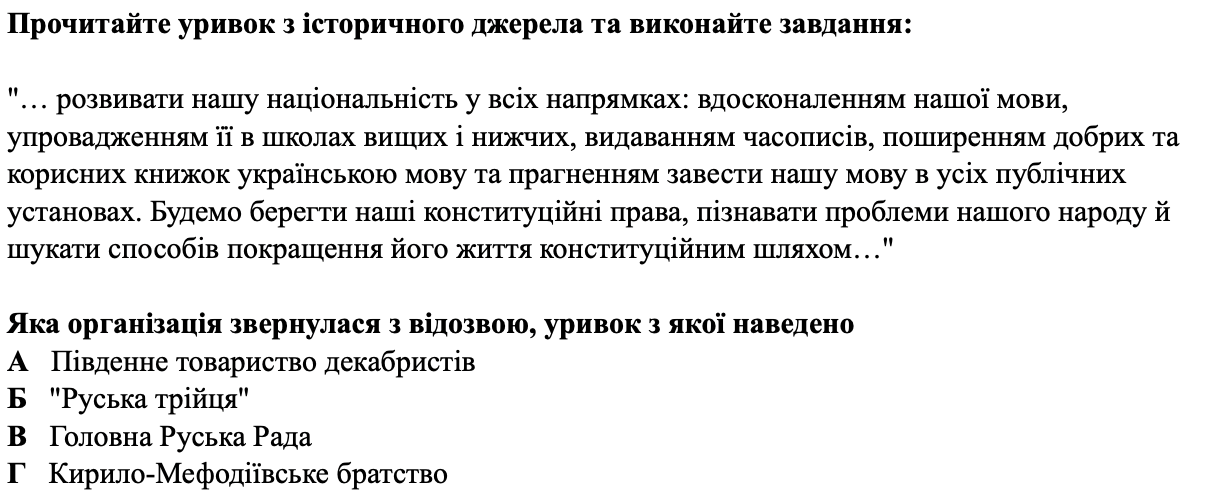 Прочитайте уривок з історичного джерела та виконайте завдання:
"… розвивати нашу національність у всіх напрямках: вдосконаленням нашої мови,
упровадженням її в школах вищих і нижчих, видаванням часописів, поширенням добрих та
корисних книжок українською мову та прагненням завести нашу мову в усіх публічних
установах. Будемо берегти наші конституційні права, пізнавати проблеми нашого народу й
шукати способів покращення його життя конституційним шляхом…"
Яка організація звернулася з відозвою, уривок з якої наведено
А Південне товариство декабристів
Б "Руська трійця"
В Головна Руська Рада
Г Кирило-Мефодіївське братство